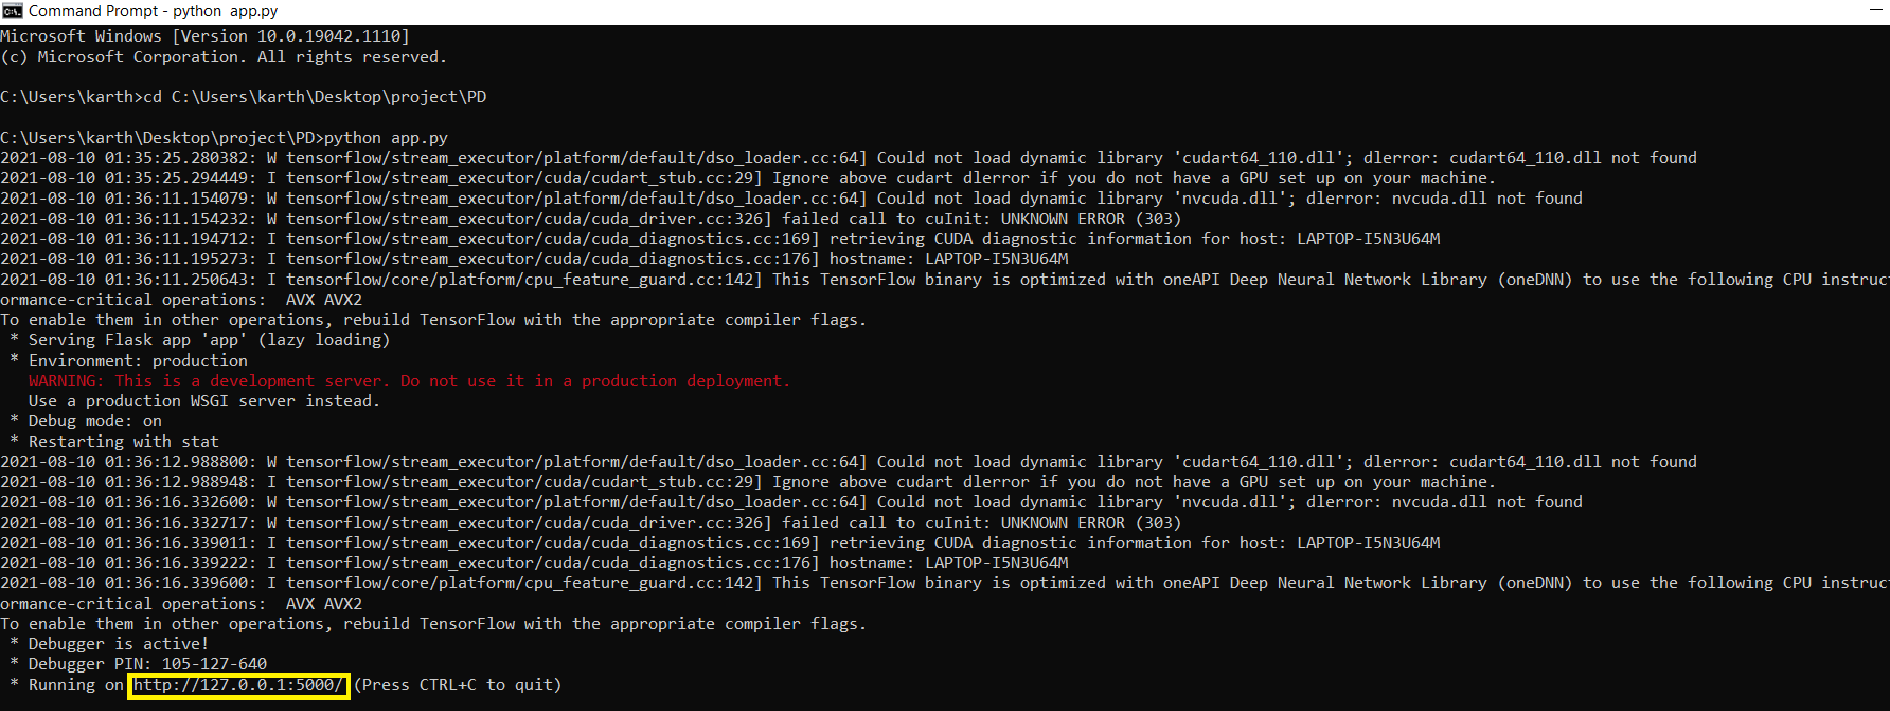 Command Prompt - python  app.py
Microsoft Windows [Version 10.0.19042.1110]
(c) Microsoft Corporation. All rights reserved.
C:\Users\karth>cd C:\Users\karth\Desktop\project\PD
C:\Users\karth\Desktop\project\PD>python app.py
2021-08-10 01:35:25.280382: W tensorflow/stream_executor/platform/default/dso_loader.cc:64] Could not load dynamic library 'cudart64_110.dll'; dlerror: cudart64_110.dll not found
2021-08-10 01:35:25.294449: I tensorflow/stream_executor/cuda/cudart_stub.cc:29] Ignore above cudart dlerror if you do not have a GPU set up on your machine.
2021-08-10 01:36:11.154079: W tensorflow/stream_executor/platform/default/dso_loader.cc:64] Could not load dynamic library 'nvcuda.dll'; dlerror: nvcuda.dll not found
2021-08-10 01:36:11.154232: W tensorflow/stream_executor/cuda/cuda_driver.cc:326] failed call to cuInit: UNKNOWN ERROR (303)
2021-08-10 01:36:11.194712: I tensorflow/stream_executor/cuda/cuda_diagnostics.cc:169] retrieving CUDA diagnostic information for host: LAPTOP-I5N3U64M
2021-08-10 01:36:11.195273: I tensorflow/stream_executor/cuda/cuda_diagnostics.cc:176] hostname: LAPTOP-I5N3U64M
2021-08-10 01:36:11.250643: I tensorflow/core/platform/cpu_feature_guard.cc:142] This TensorFlow binary is optimized with oneAPI Deep Neural Network Library (oneDNN) to use the following CPU instruc
ormance-critical operations:  AVX AVX2
To enable them in other operations, rebuild TensorFlow with the appropriate compiler flags.
 * Serving Flask app 'app' (lazy loading)
 * Environment: production
   WARNING: This is a development server. Do not use it in a production deployment.
   Use a production WSGI server instead.
 * Debug mode: on
 * Restarting with stat
2021-08-10 01:36:12.988800: W tensorflow/stream_executor/platform/default/dso_loader.cc:64] Could not load dynamic library 'cudart64_110.dll'; dlerror: cudart64_110.dll not found
2021-08-10 01:36:12.988948: I tensorflow/stream_executor/cuda/cudart_stub.cc:29] Ignore above cudart dlerror if you do not have a GPU set up on your machine.
2021-08-10 01:36:16.332600: W tensorflow/stream_executor/platform/default/dso_loader.cc:64] Could not load dynamic library 'nvcuda.dll'; dlerror: nvcuda.dll not found
2021-08-10 01:36:16.332717: W tensorflow/stream_executor/cuda/cuda_driver.cc:326] failed call to cuInit: UNKNOWN ERROR (303)
2021-08-10 01:36:16.339011: I tensorflow/stream_executor/cuda/cuda_diagnostics.cc:169] retrieving CUDA diagnostic information for host: LAPTOP-I5N3U64M
2021-08-10 01:36:16.339222: I tensorflow/stream_executor/cuda/cuda_diagnostics.cc:176] hostname: LAPTOP-I5N3U64M
2021-08-10 01:36:16.339600: I tensorflow/core/platform/cpu_feature_guard.cc:142] This TensorFlow binary is optimized with oneAPI Deep Neural Network Library (oneDNN) to use the following CPU instruc
ormance-critical operations:  AVX AVX2
To enable them in other operations, rebuild TensorFlow with the appropriate compiler flags.
 * Debugger is active!
 * Debugger PIN: 105-127-640
 * Running on http://127.0.0.1:5000/ (Press CTRL+C to quit)